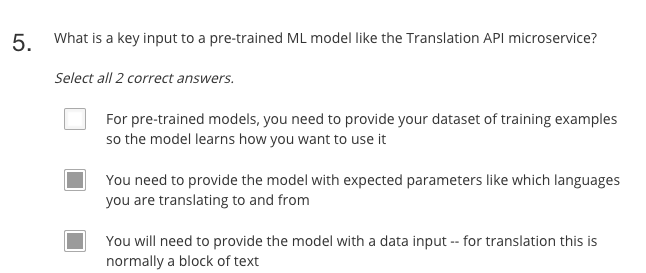 5. What is a key input to a pre-trained ML model like the Translation API microservice?
Select all 2 correct answers.
For pre-trained models, you need to provide your dataset of training examples
so the model learns how you want to use it
You need to provide the model with expected parameters like which languages
you are translating to and from
You will need to provide the model with a data input -- for translation this is
normally a block of text